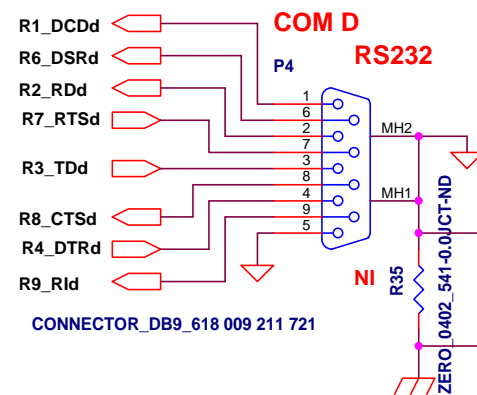 COM D
RS232
P4
R1_DCDd
R6_DSRd
R2_RDd
R7_RTSd
R3_TDd
R8_CTSd
R4_DTRd
R9_RId
1
6
2
7
3
8
4
9
5
MH2
MH1
NI
R35
ZERO_0402_541-0.0JCT-ND
CONNECTOR_DB9_618 009 211 721